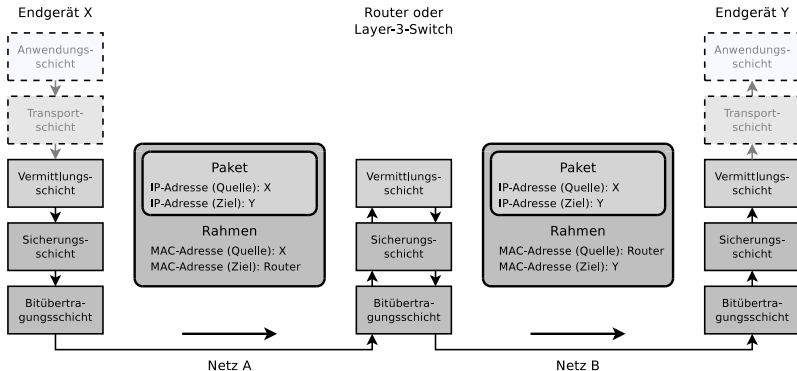 Endgerät X
Router oder
Layer-3-Switch
Endgerät Y
Anwendungs-
schicht
Transport-
schicht
Vermittlungs-
schicht
Sicherungs-
schicht
Bitübertra-
gungsschicht
Paket
IP-Adresse (Quelle): X
IP-Adresse (Ziel): Y
Rahmen
MAC-Adresse (Quelle): X
MAC-Adresse (Ziel): Router
Vermittlungs-
schicht
Sicherungs-
schicht
Bitübertra-
gungsschicht
Paket
IP-Adresse (Quelle): X
IP-Adresse (Ziel): Y
Rahmen
MAC-Adresse (Quelle): Router
MAC-Adresse (Ziel): Y
Anwendungs-
schicht
Transport-
schicht
Vermittlungs-
schicht
Sicherungs-
schicht
Bitübertra-
gungsschicht
Netz A
Netz B